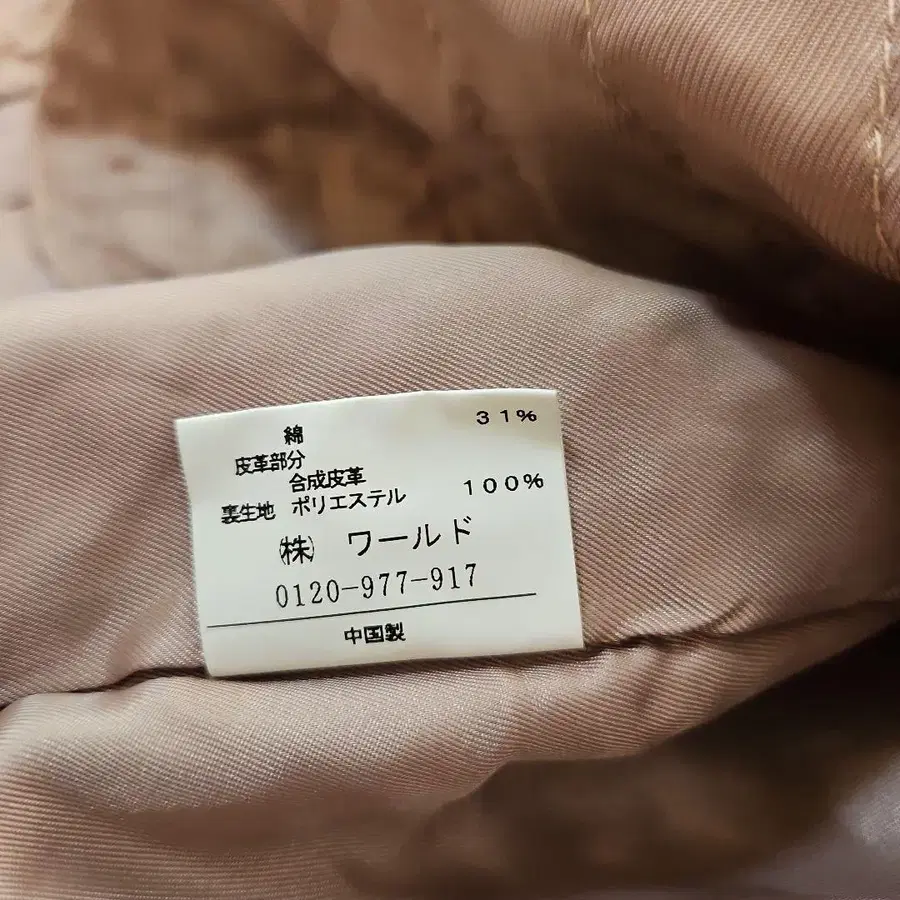 綿 31%
皮革部分
合成皮革
裏生地 ポリエステル 100%
㈱ ワールド
0120-977-917
中国製